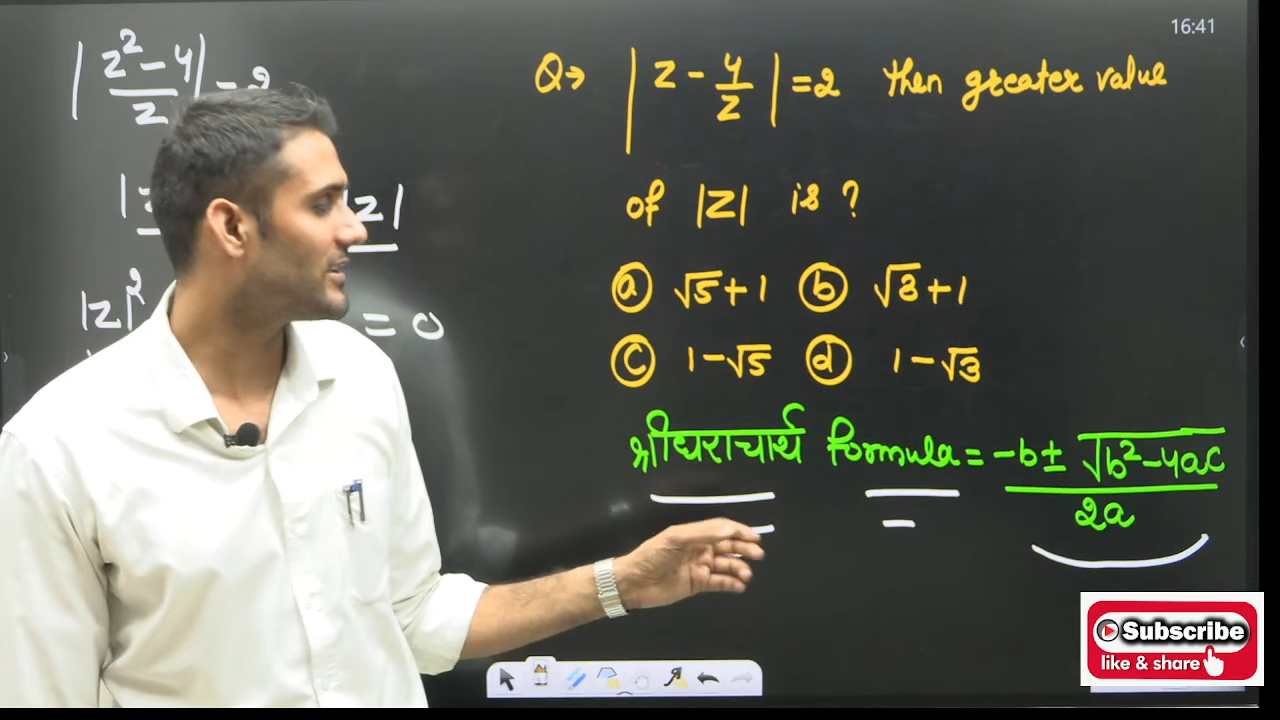 16:41
|z² - 4 / z| = 2
|z|
|z|² = 0
Q→ |z - 4/z| = 2 then greater value
of |z| is ?
(a) √5+1 (b) √3+1
(c) 1-√5 (d) 1-√3
श्रीधराचार्य formula = -b ± √b²-4ac / 2a
Subscribe
like & share